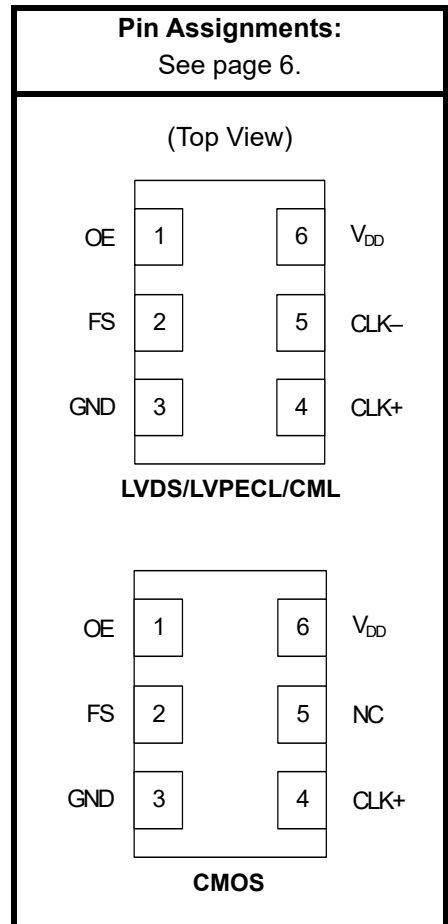 Pin Assignments:
See page 6.
(Top View)
OE 1 6 VDD
FS 2 5 CLK–
GND 3 4 CLK+
LVDS/LVPECL/CML
OE 1 6 VDD
FS 2 5 NC
GND 3 4 CLK+
CMOS